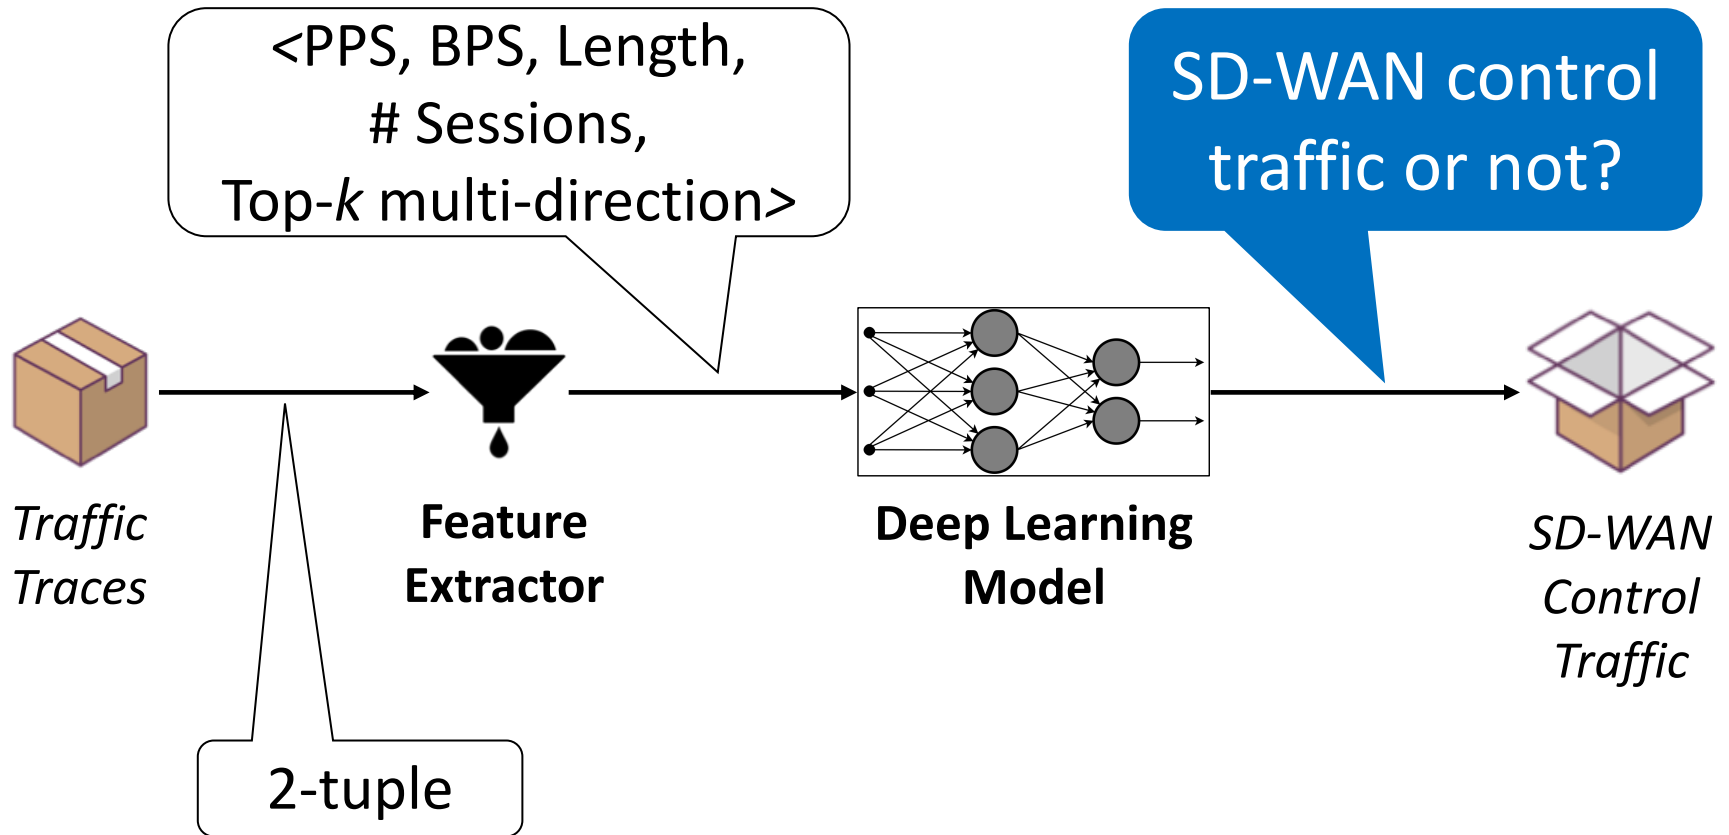 <PPS, BPS, Length,
# Sessions,
Top-k multi-direction>
SD-WAN control
traffic or not?
Traffic
Traces
Feature
Extractor
Deep Learning
Model
SD-WAN
Control
Traffic
2-tuple